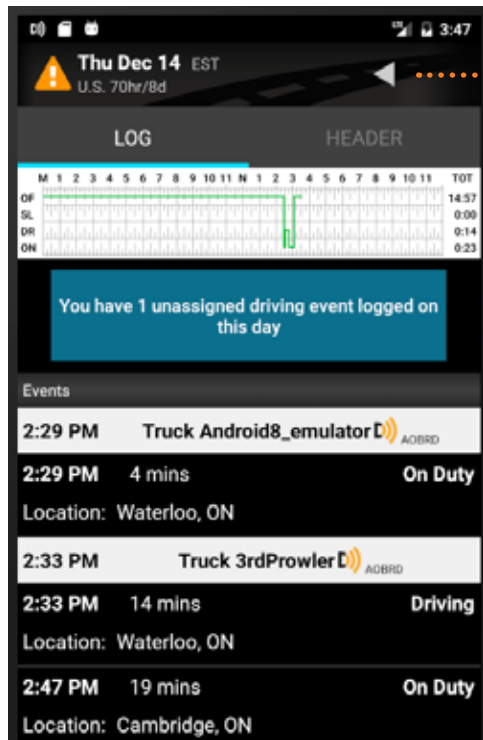 3:47
Thu Dec 14 EST
U.S. 70hr/8d
LOG HEADER
M 1 2 3 4 5 6 7 8 9 10 11 N 1 2 3 4 5 6 7 8 9 10 11 TOT
OF 14:57
SL 0:00
DR 0:14
ON 0:23
You have 1 unassigned driving event logged on
this day
Events
2:29 PM Truck Android8_emulator AOBRD
2:29 PM 4 mins On Duty
Location: Waterloo, ON
2:33 PM Truck 3rdProwler AOBRD
2:33 PM 14 mins Driving
Location: Waterloo, ON
2:47 PM 19 mins On Duty
Location: Cambridge, ON